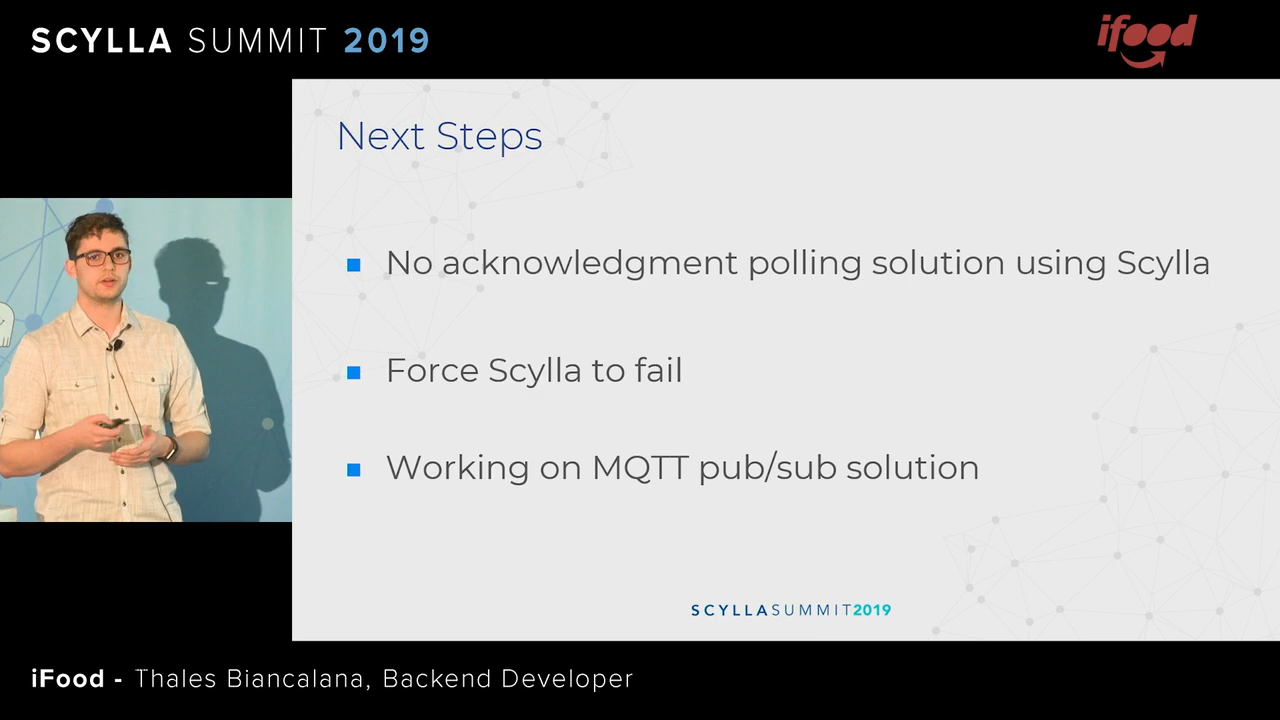 SCYLLA SUMMIT 2019
ifood
Next Steps
No acknowledgment polling solution using Scylla
Force Scylla to fail
Working on MQTT pub/sub solution
SCYLLASUMMIT2019
iFood - Thales Biancalana, Backend Developer